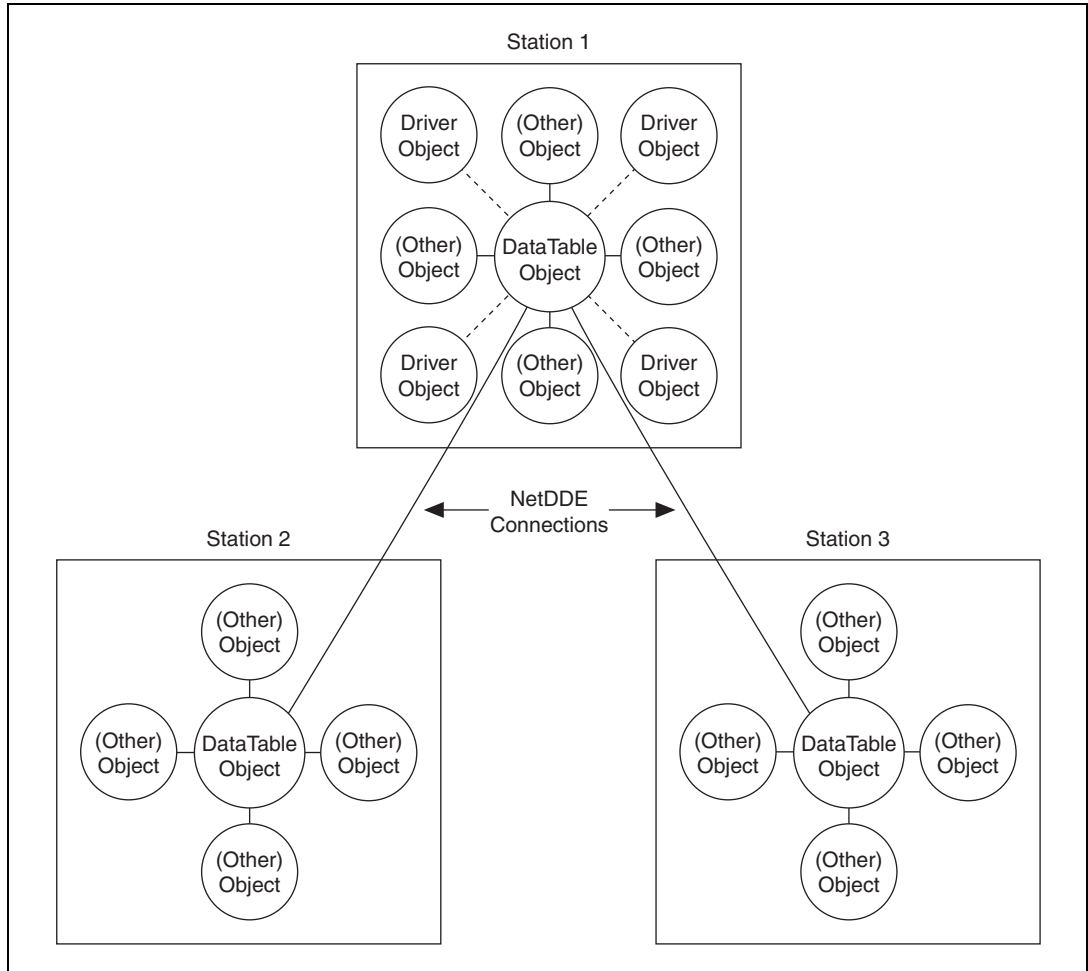 Station 1
Driver
Object
(Other)
Object
Driver
Object
(Other)
Object
DataTable
Object
(Other)
Object
Driver
Object
(Other)
Object
Driver
Object
NetDDE
Connections
Station 2
(Other)
Object
(Other)
Object
DataTable
Object
(Other)
Object
(Other)
Object
Station 3
(Other)
Object
(Other)
Object
DataTable
Object
(Other)
Object
(Other)
Object